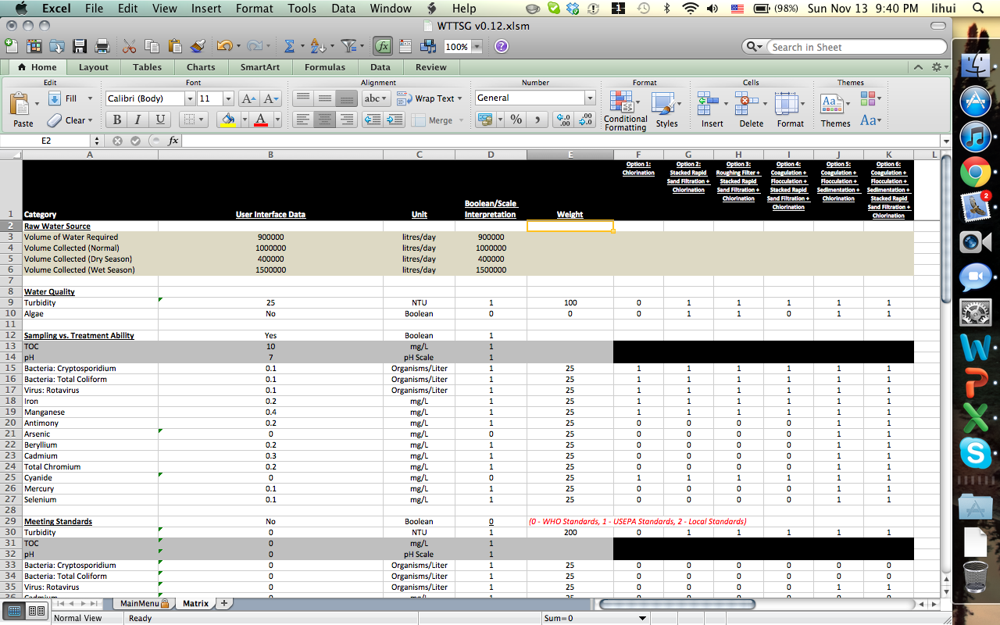 Excel File Edit View Insert Format Tools Data Window Help (98%) Sun Nov 13 9:40 PM lihui
WTTSG v0.12.xlsm
100% Search in Sheet
Home Layout Tables Charts SmartArt Formulas Data Review
Edit Font Alignment Number Format Cells Themes
Fill Calibri (Body) 11 A A abc Wrap Text General
Paste Clear B I U A Merge % Conditional Formatting Styles Insert Delete Format Themes Aa
E2 fx
A B C D E F G H I J K L
1 Category User Interface Data Unit Boolean/Scale Interpretation Weight Option 1: Chlorination Option 2: Stacked Rapid Sand Filtration + Chlorination Option 3: Roughing Filter + Stacked Rapid Sand Filtration + Chlorination Option 4: Coagulation + Flocculation + Stacked Rapid Sand Filtration + Chlorination Option 5: Coagulation + Flocculation + Sedimentation + Chlorination Option 6: Coagulation + Flocculation + Sedimentation + Stacked Rapid Sand Filtration + Chlorination
2 Raw Water Source
3 Volume of Water Required 900000 litres/day 900000
4 Volume Collected (Normal) 1000000 litres/day 1000000
5 Volume Collected (Dry Season) 400000 litres/day 400000
6 Volume Collected (Wet Season) 1500000 litres/day 1500000
7
8 Water Quality
9 Turbidity 25 NTU 1 100 0 1 1 1 1 1
10 Algae No Boolean 0 0 0 1 1 0 1 1
11
12 Sampling vs. Treatment Ability Yes Boolean 1
13 TOC 10 mg/L 1
14 pH 7 pH Scale 1
15 Bacteria: Cryptosporidium 0.1 Organisms/Liter 1 25 1 1 1 1 1 1
16 Bacteria: Total Coliform 0.1 Organisms/Liter 1 25 1 1 1 1 1 1
17 Virus: Rotavirus 0.1 Organisms/Liter 1 25 1 1 1 1 1 1
18 Iron 0.2 mg/L 1 25 1 1 1 1 1 1
19 Manganese 0.4 mg/L 1 25 1 1 1 1 1 1
20 Antimony 0.2 mg/L 1 25 0 0 0 0 1 1
21 Arsenic 0 mg/L 0 25 0 0 0 0 1 1
22 Beryllium 0.2 mg/L 1 25 0 0 0 0 1 1
23 Cadmium 0.3 mg/L 1 25 0 0 0 0 1 1
24 Total Chromium 0.2 mg/L 1 25 0 0 0 0 1 1
25 Cyanide 0 mg/L 0 25 1 1 1 1 1 1
26 Mercury 0.1 mg/L 1 25 0 0 0 0 1 1
27 Selenium 0.1 mg/L 1 25 0 0 0 0 1 1
28
29 Meeting Standards No Boolean 0 (0 - WHO Standards, 1 - USEPA Standards, 2 - Local Standards)
30 Turbidity 0 NTU 1 200 0 1 1 1 1 1
31 TOC 0 mg/L 1
32 pH 0 pH Scale 1
33 Bacteria: Cryptosporidium 0 Organisms/Liter 1 25 0 0 0 0 0 0
34 Bacteria: Total Coliform 0 Organisms/Liter 1 25 0 0 0 0 0 0
35 Virus: Rotavirus 0 Organisms/Liter 1 25 0 0 0 0 1 1
MainMenu Matrix
Normal View Ready Sum=0